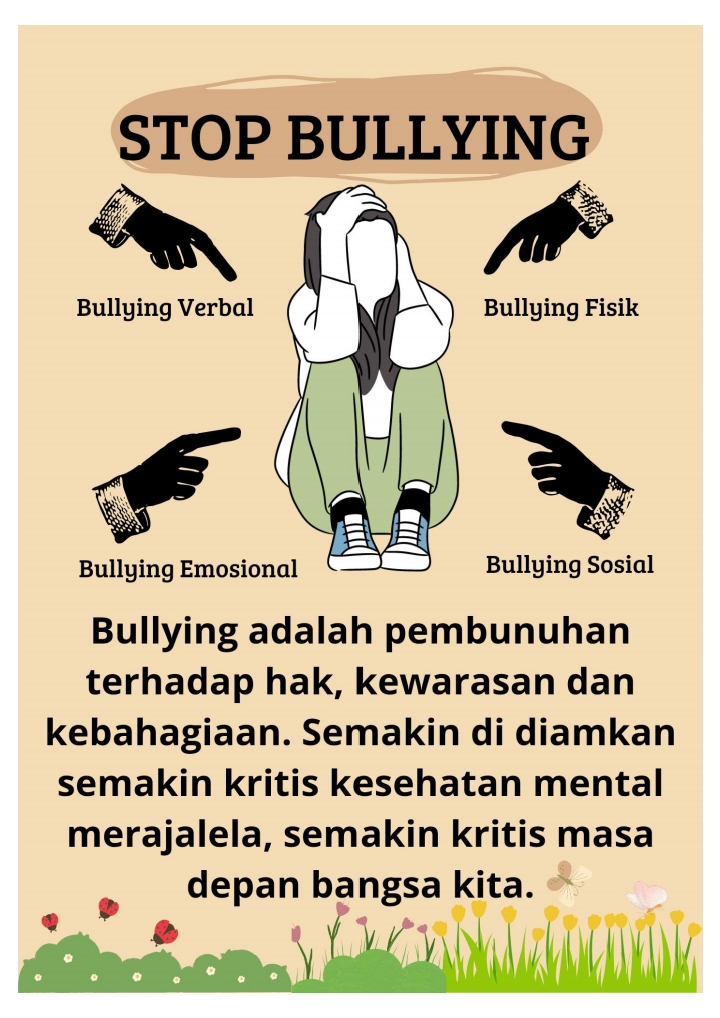 STOP BULLYING
Bullying Verbal
Bullying Fisik
Bullying Emosional
Bullying Sosial
Bullying adalah pembunuhan
terhadap hak, kewarasan dan
kebahagiaan. Semakin di diamkan
semakin kritis kesehatan mental
merajalela, semakin kritis masa
depan bangsa kita.